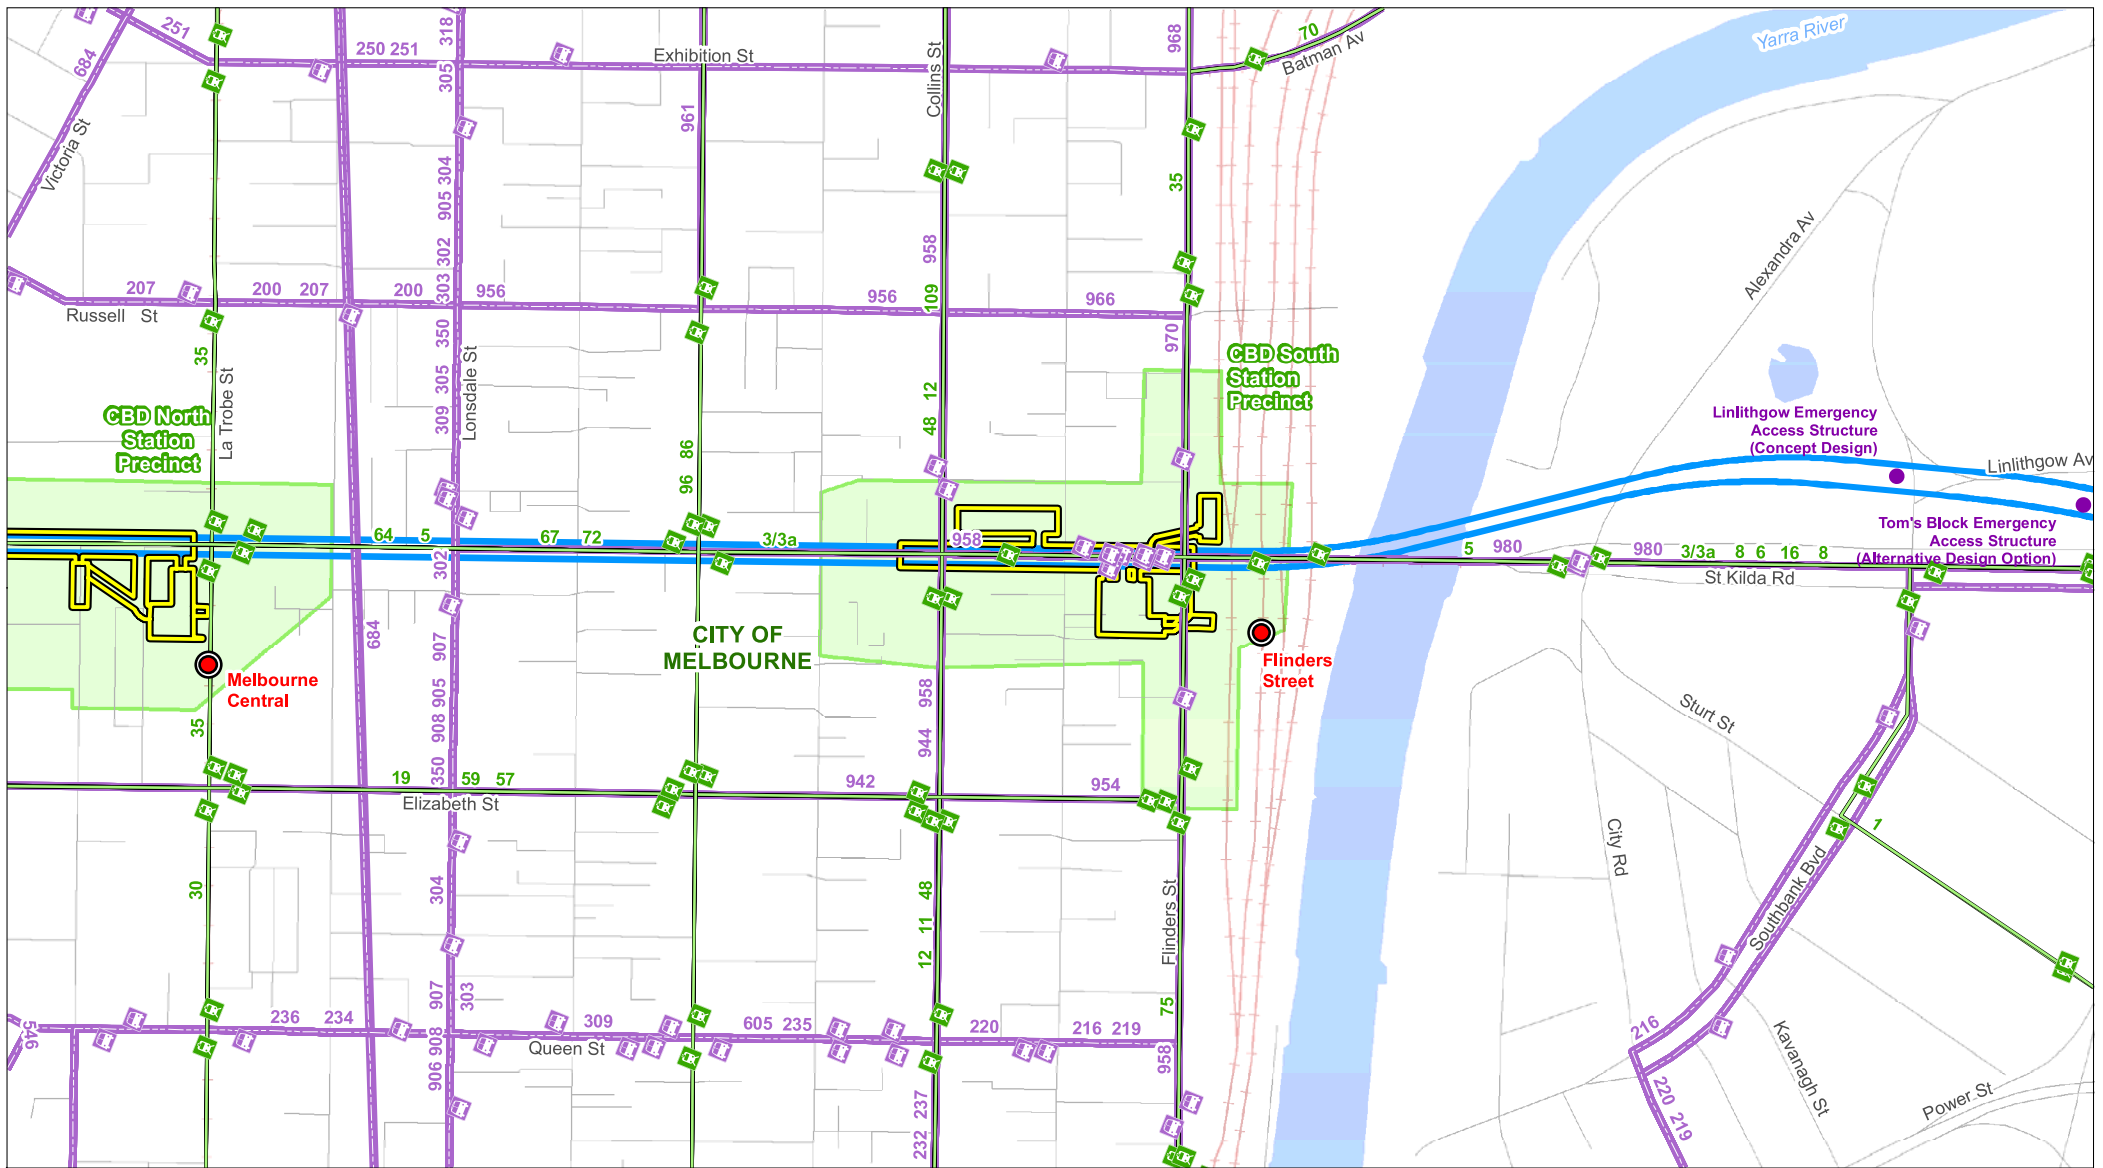 251
684
250 251
318
305
Exhibition St
961
Collins St
968
70
Batman Av
Yarra River
Victoria St
304
905
302
303
35
958
109
Alexandra Av
207
200
207
200
956
956
966
Russell St
350
970
35
La Trobe St
305
309
Lonsdale St
12
48
CBD South
Station
Precinct
CBD North
Station
Precinct
86
96
Linlithgow Emergency
Access Structure
(Concept Design)
Linlithgow Av
Tom's Block Emergency
Access Structure
(Alternative Design Option)
64
5
67
72
3/3a
958
5
980
980
3/3a
8
6
16
8
St Kilda Rd
302
684
907
CITY OF
MELBOURNE
Melbourne
Central
Flinders
Street
905
908
958
944
Sturt St
35
350
19
59
57
942
954
Elizabeth St
City Rd
1
Southbank Bvd
30
304
48
11
12
Flinders St
75
907
303
546
236
234
309
605
235
220
216
219
Queen St
908
906
958
237
232
216
220
219
Kavanagh St
Power St